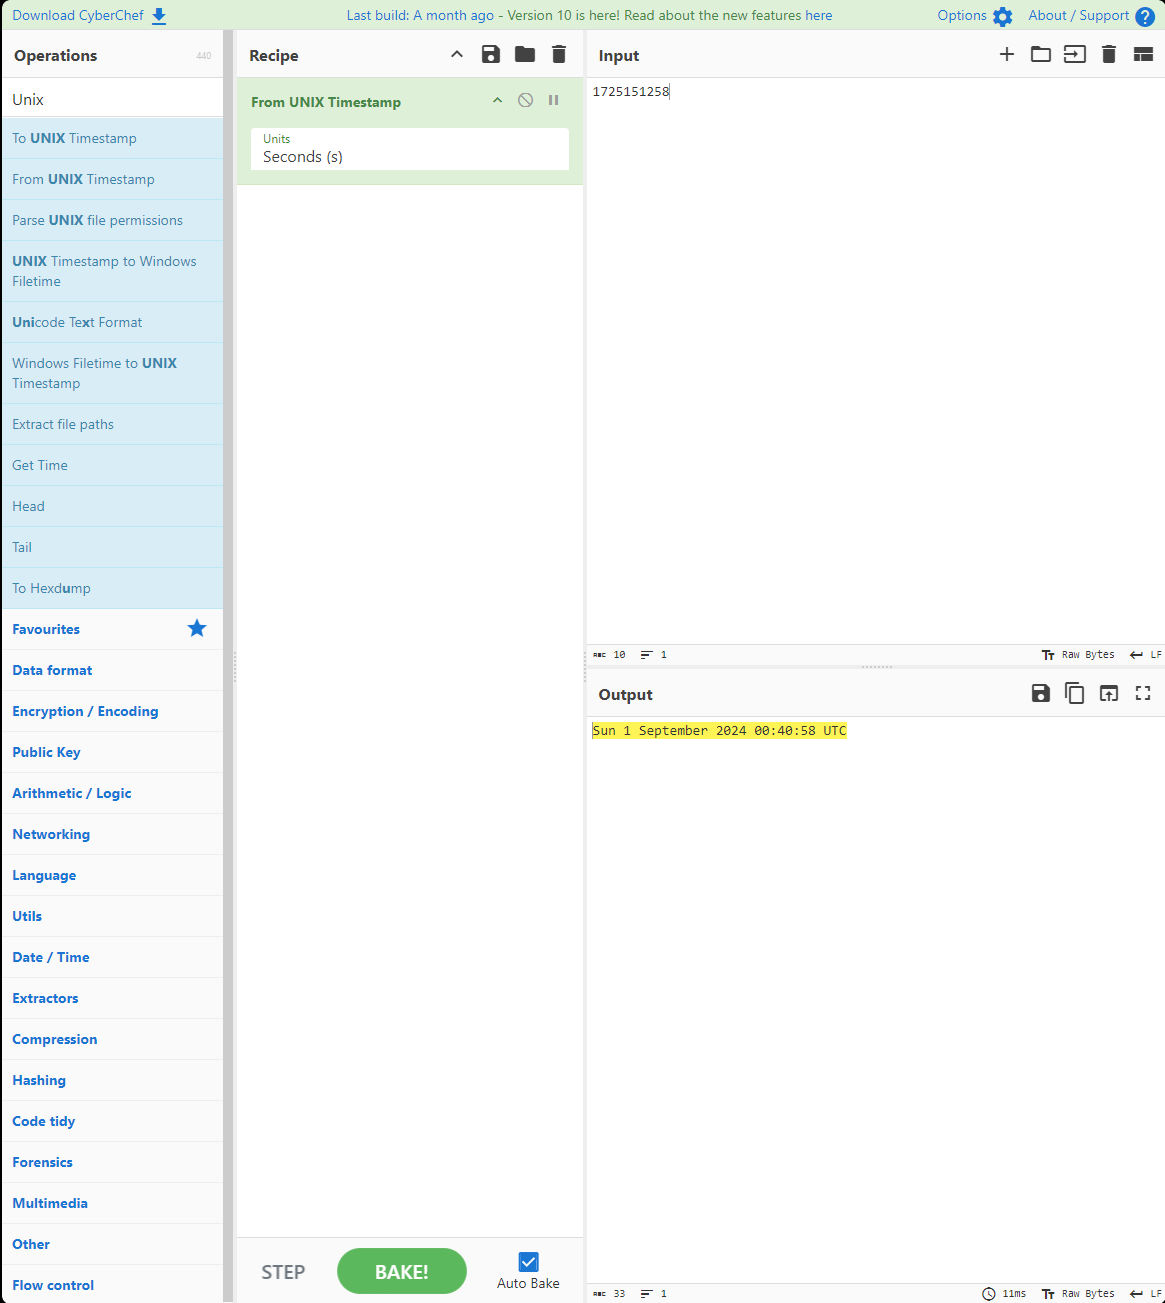 Download CyberChef
Last build: A month ago - Version 10 is here! Read about the new features here
Options
About / Support
Operations
440
Unix
To UNIX Timestamp
From UNIX Timestamp
Parse UNIX file permissions
UNIX Timestamp to Windows
Filetime
Unicode Text Format
Windows Filetime to UNIX
Timestamp
Extract file paths
Get Time
Head
Tail
To Hexdump
Favourites
Data format
Encryption / Encoding
Public Key
Arithmetic / Logic
Networking
Language
Utils
Date / Time
Extractors
Compression
Hashing
Code tidy
Forensics
Multimedia
Other
Flow control
Recipe
From UNIX Timestamp
Units
Seconds (s)
STEP
BAKE!
Auto Bake
Input
1725151258
ABC 10
1
Tт Raw Bytes
LF
Output
Sun 1 September 2024 00:40:58 UTC
ABC 33
1
11ms
Tт Raw Bytes
LF